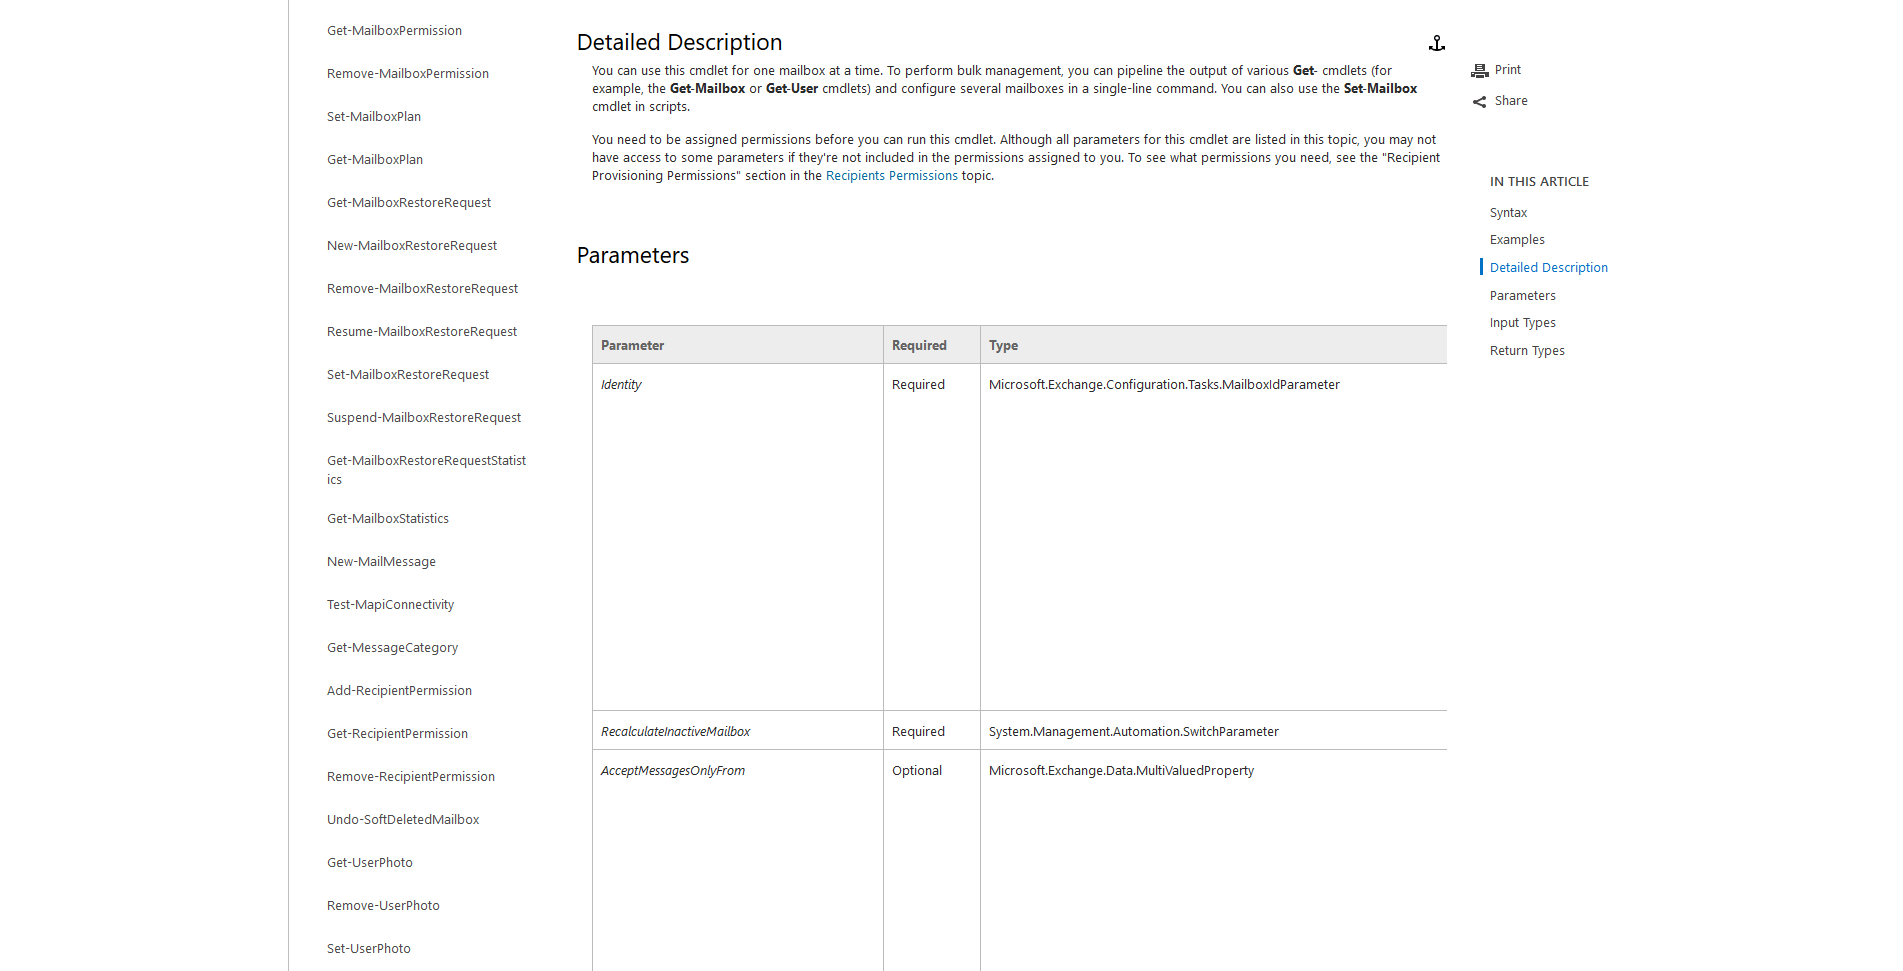 Get-MailboxPermission
Remove-MailboxPermission
Set-MailboxPlan
Get-MailboxPlan
Get-MailboxRestoreRequest
New-MailboxRestoreRequest
Remove-MailboxRestoreRequest
Resume-MailboxRestoreRequest
Set-MailboxRestoreRequest
Suspend-MailboxRestoreRequest
Get-MailboxRestoreRequestStatist
ics
Get-MailboxStatistics
New-MailMessage
Test-MapiConnectivity
Get-MessageCategory
Add-RecipientPermission
Get-RecipientPermission
Remove-RecipientPermission
Undo-SoftDeletedMailbox
Get-UserPhoto
Remove-UserPhoto
Set-UserPhoto
Detailed Description
You can use this cmdlet for one mailbox at a time. To perform bulk management, you can pipeline the output of various Get- cmdlets (for
example, the Get-Mailbox or Get-User cmdlets) and configure several mailboxes in a single-line command. You can also use the Set-Mailbox
cmdlet in scripts.
You need to be assigned permissions before you can run this cmdlet. Although all parameters for this cmdlet are listed in this topic, you may not
have access to some parameters if they're not included in the permissions assigned to you. To see what permissions you need, see the "Recipient
Provisioning Permissions" section in the Recipients Permissions topic.
Parameters
Parameter Required Type
Identity Required Microsoft.Exchange.Configuration.Tasks.MailboxIdParameter
RecalculateInactiveMailbox Required System.Management.Automation.SwitchParameter
AcceptMessagesOnlyFrom Optional Microsoft.Exchange.Data.MultiValuedProperty
Print
Share
IN THIS ARTICLE
Syntax
Examples
Detailed Description
Parameters
Input Types
Return Types